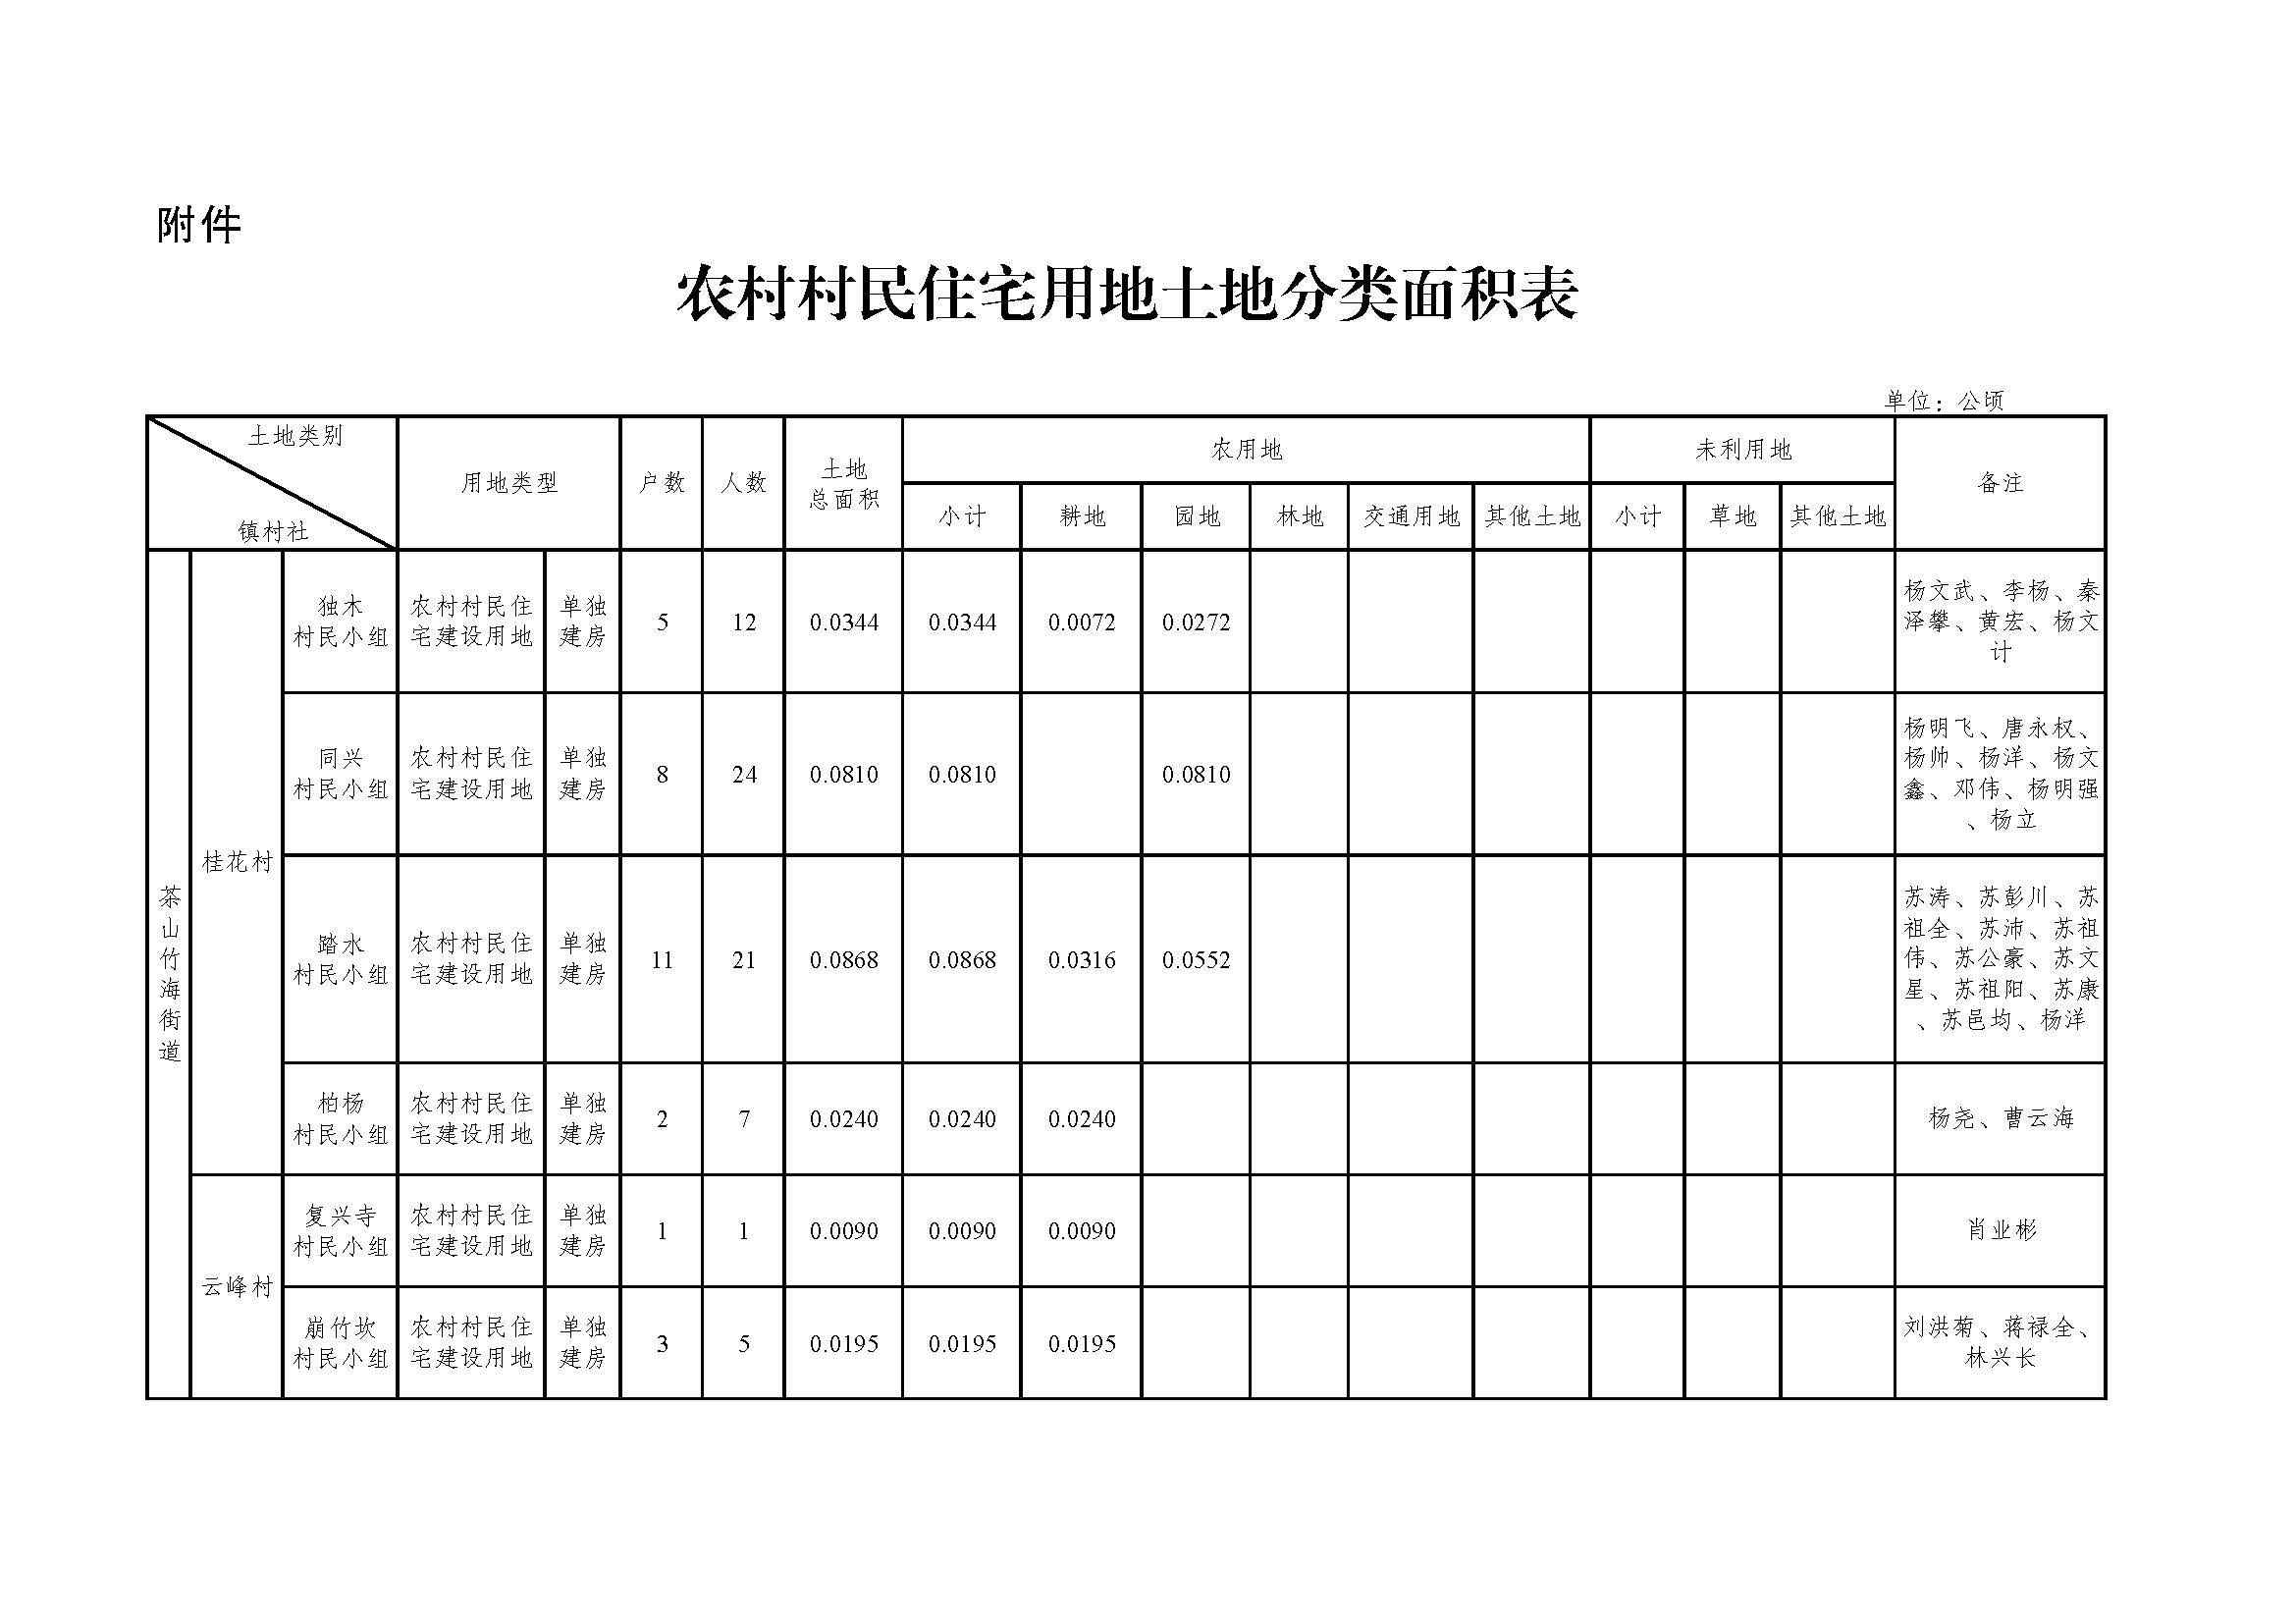 附件
农村村民住宅用地土地分类面积表
单位：公顷
土地类别
镇村社
用地类型
户数
人数
土地
总面积
农用地
未利用地
备注
小计
耕地
园地
林地
交通用地
其他土地
小计
草地
其他土地
茶山竹海街道
桂花村
独木
村民小组
农村村民住
宅建设用地
单独
建房
5
12
0.0344
0.0344
0.0072
0.0272
杨文武、李杨、秦
泽攀、黄宏、杨文
计
同兴
村民小组
农村村民住
宅建设用地
单独
建房
8
24
0.0810
0.0810
0.0810
杨明飞、唐永权、
杨帅、杨洋、杨文
鑫、邓伟、杨明强
、杨立
踏水
村民小组
农村村民住
宅建设用地
单独
建房
11
21
0.0868
0.0868
0.0316
0.0552
苏涛、苏彭川、苏
祖全、苏沛、苏祖
伟、苏公豪、苏文
星、苏祖阳、苏康
、苏邑均、杨洋
柏杨
村民小组
农村村民住
宅建设用地
单独
建房
2
7
0.0240
0.0240
0.0240
杨尧、曹云海
云峰村
复兴寺
村民小组
农村村民住
宅建设用地
单独
建房
1
1
0.0090
0.0090
0.0090
肖业彬
崩竹坎
村民小组
农村村民住
宅建设用地
单独
建房
3
5
0.0195
0.0195
0.0195
刘洪菊、蒋禄全、
林兴长